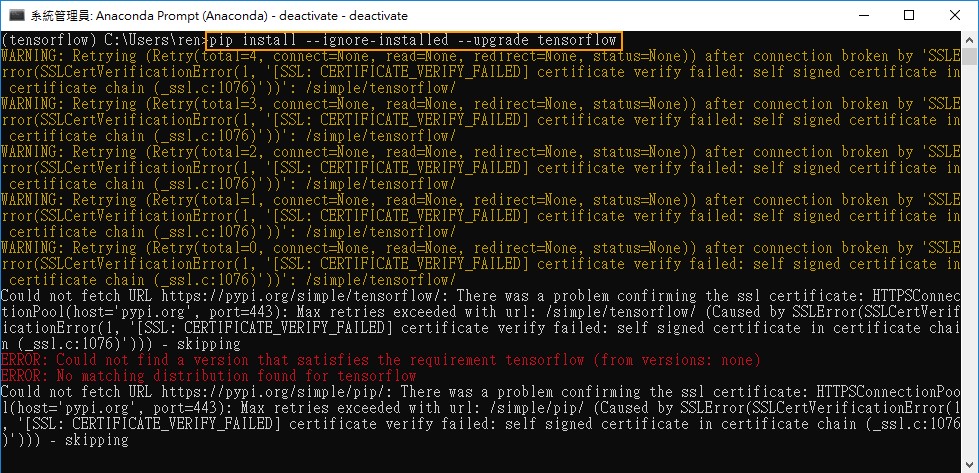 系統管理員: Anaconda Prompt (Anaconda) - deactivate - deactivate
(tensorflow) C:\Users\ren>pip install --ignore-installed --upgrade tensorflow
WARNING: Retrying (Retry(total=4, connect=None, read=None, redirect=None, status=None)) after connection broken by 'SSLE
rror(SSLCertVerificationError(1, '[SSL: CERTIFICATE_VERIFY_FAILED] certificate verify failed: self signed certificate in
 certificate chain (_ssl.c:1076)'))': /simple/tensorflow/
WARNING: Retrying (Retry(total=3, connect=None, read=None, redirect=None, status=None)) after connection broken by 'SSLE
rror(SSLCertVerificationError(1, '[SSL: CERTIFICATE_VERIFY_FAILED] certificate verify failed: self signed certificate in
 certificate chain (_ssl.c:1076)'))': /simple/tensorflow/
WARNING: Retrying (Retry(total=2, connect=None, read=None, redirect=None, status=None)) after connection broken by 'SSLE
rror(SSLCertVerificationError(1, '[SSL: CERTIFICATE_VERIFY_FAILED] certificate verify failed: self signed certificate in
 certificate chain (_ssl.c:1076)'))': /simple/tensorflow/
WARNING: Retrying (Retry(total=1, connect=None, read=None, redirect=None, status=None)) after connection broken by 'SSLE
rror(SSLCertVerificationError(1, '[SSL: CERTIFICATE_VERIFY_FAILED] certificate verify failed: self signed certificate in
 certificate chain (_ssl.c:1076)'))': /simple/tensorflow/
WARNING: Retrying (Retry(total=0, connect=None, read=None, redirect=None, status=None)) after connection broken by 'SSLE
rror(SSLCertVerificationError(1, '[SSL: CERTIFICATE_VERIFY_FAILED] certificate verify failed: self signed certificate in
 certificate chain (_ssl.c:1076)'))': /simple/tensorflow/
Could not fetch URL https://pypi.org/simple/tensorflow/: There was a problem confirming the ssl certificate: HTTPSConnec
tionPool(host='pypi.org', port=443): Max retries exceeded with url: /simple/tensorflow/ (Caused by SSLError(SSLCertVerif
icationError(1, '[SSL: CERTIFICATE_VERIFY_FAILED] certificate verify failed: self signed certificate in certificate chai
n (_ssl.c:1076)'))) - skipping
ERROR: Could not find a version that satisfies the requirement tensorflow (from versions: none)
ERROR: No matching distribution found for tensorflow
Could not fetch URL https://pypi.org/simple/pip/: There was a problem confirming the ssl certificate: HTTPSConnectionPoo
l(host='pypi.org', port=443): Max retries exceeded with url: /simple/pip/ (Caused by SSLError(SSLCertVerificationError(1
, '[SSL: CERTIFICATE_VERIFY_FAILED] certificate verify failed: self signed certificate in certificate chain (_ssl.c:1076
)'))) - skipping